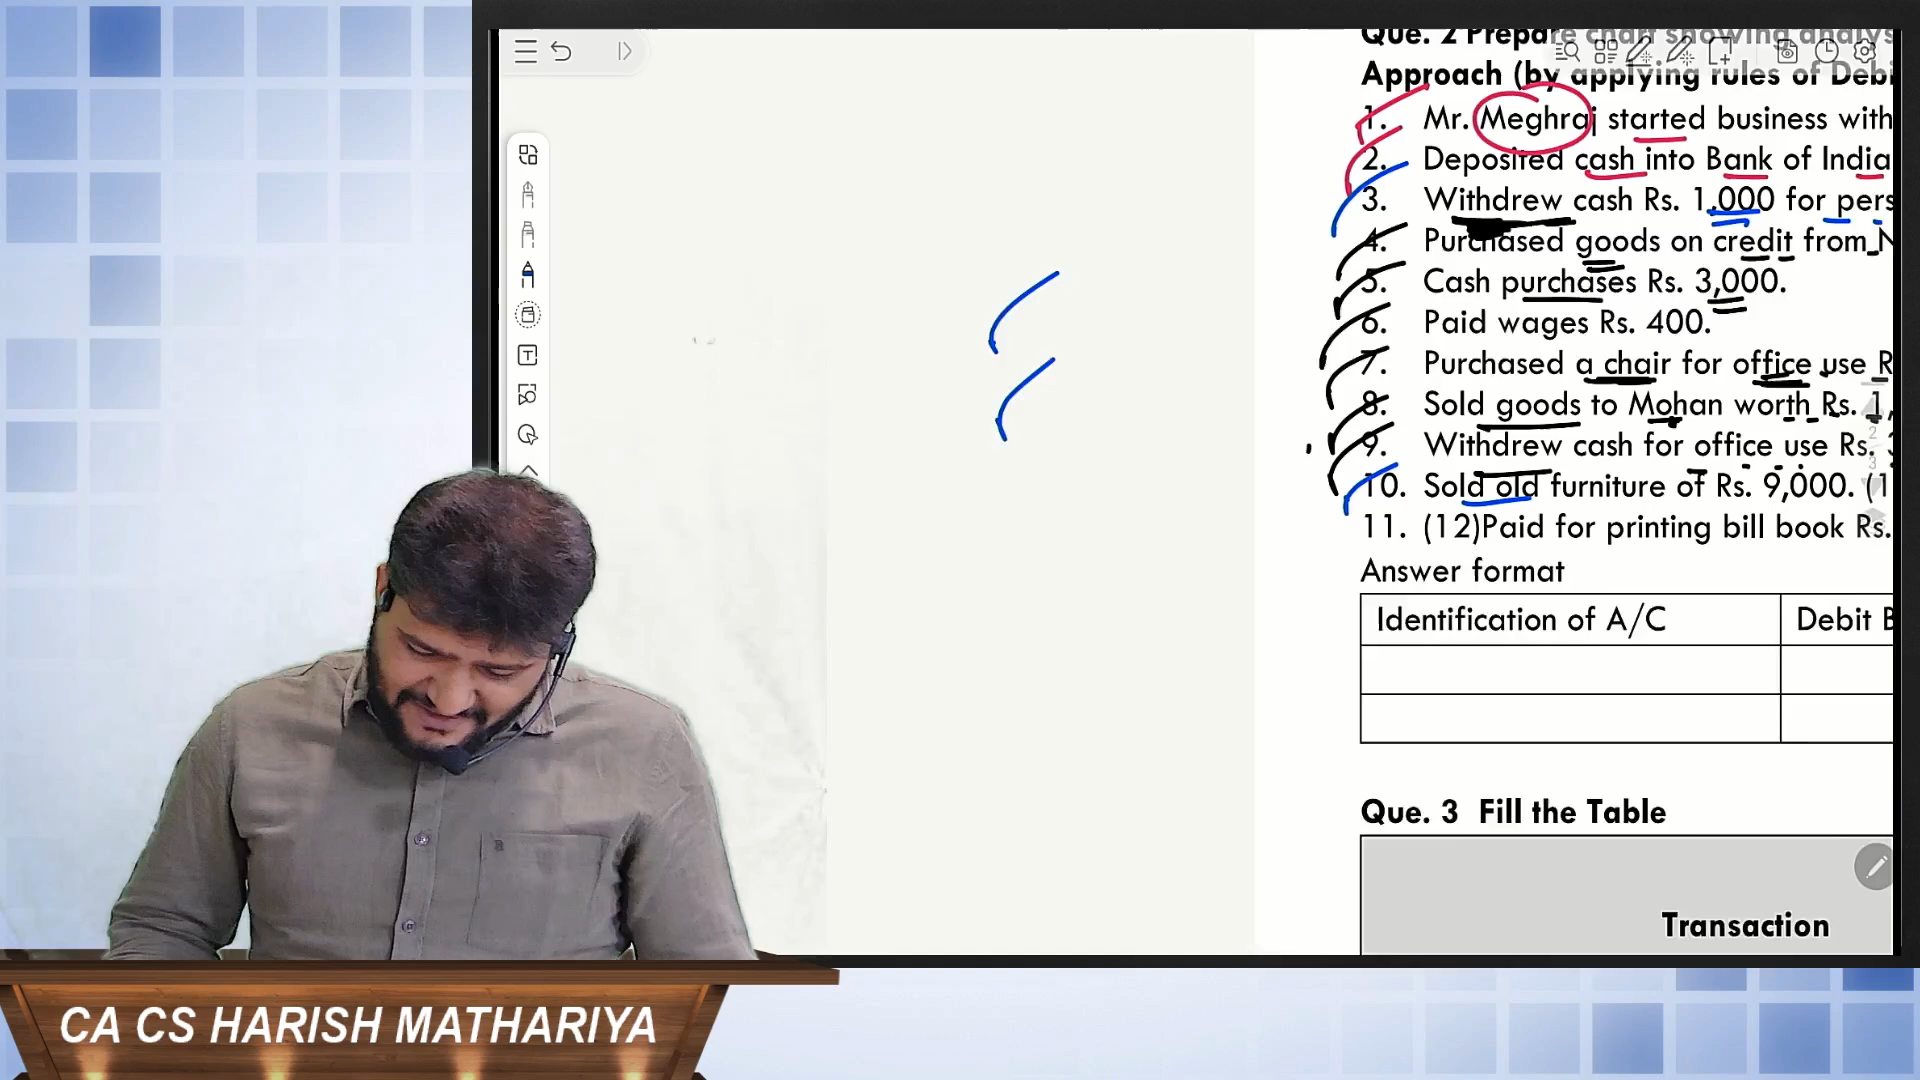 Que. 2 Prepare chart showing analys
Approach (by applying rules of Debi
1. Mr. Meghraj started business with
2. Deposited cash into Bank of India
3. Withdrew cash Rs. 1,000 for pers
4. Purchased goods on credit from N
5. Cash purchases Rs. 3,000.
6. Paid wages Rs. 400.
7. Purchased a chair for office use R
8. Sold goods to Mohan worth Rs. 1,
9. Withdrew cash for office use Rs. 3
10. Sold old furniture of Rs. 9,000. (1
11. (12)Paid for printing bill book Rs.
Answer format
Identification of A/C Debit B
Que. 3 Fill the Table
Transaction
CA CS HARISH MATHARIYA